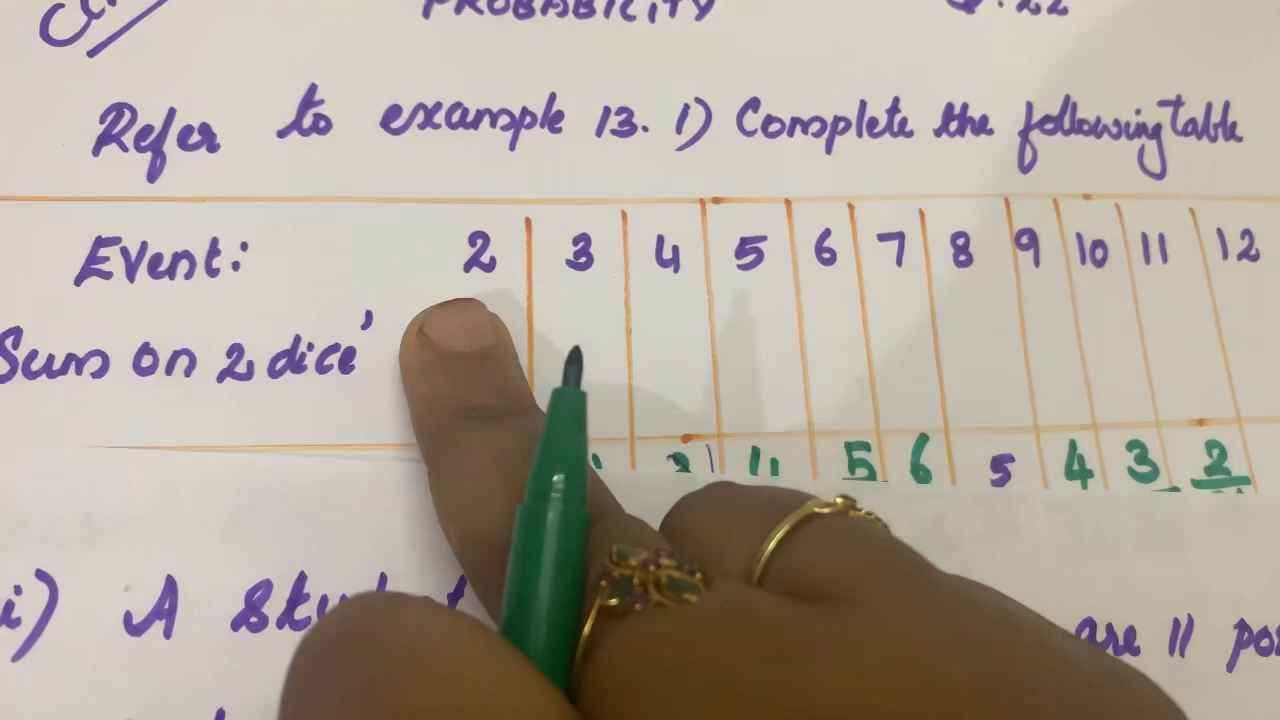 PROBABILITY
Refer to example 13. 1) Complete the following table
Event: 2 3 4 5 6 7 8 9 10 11 12
Sum on 2 dice'
5 6 5 4 3 2
i) A are 11